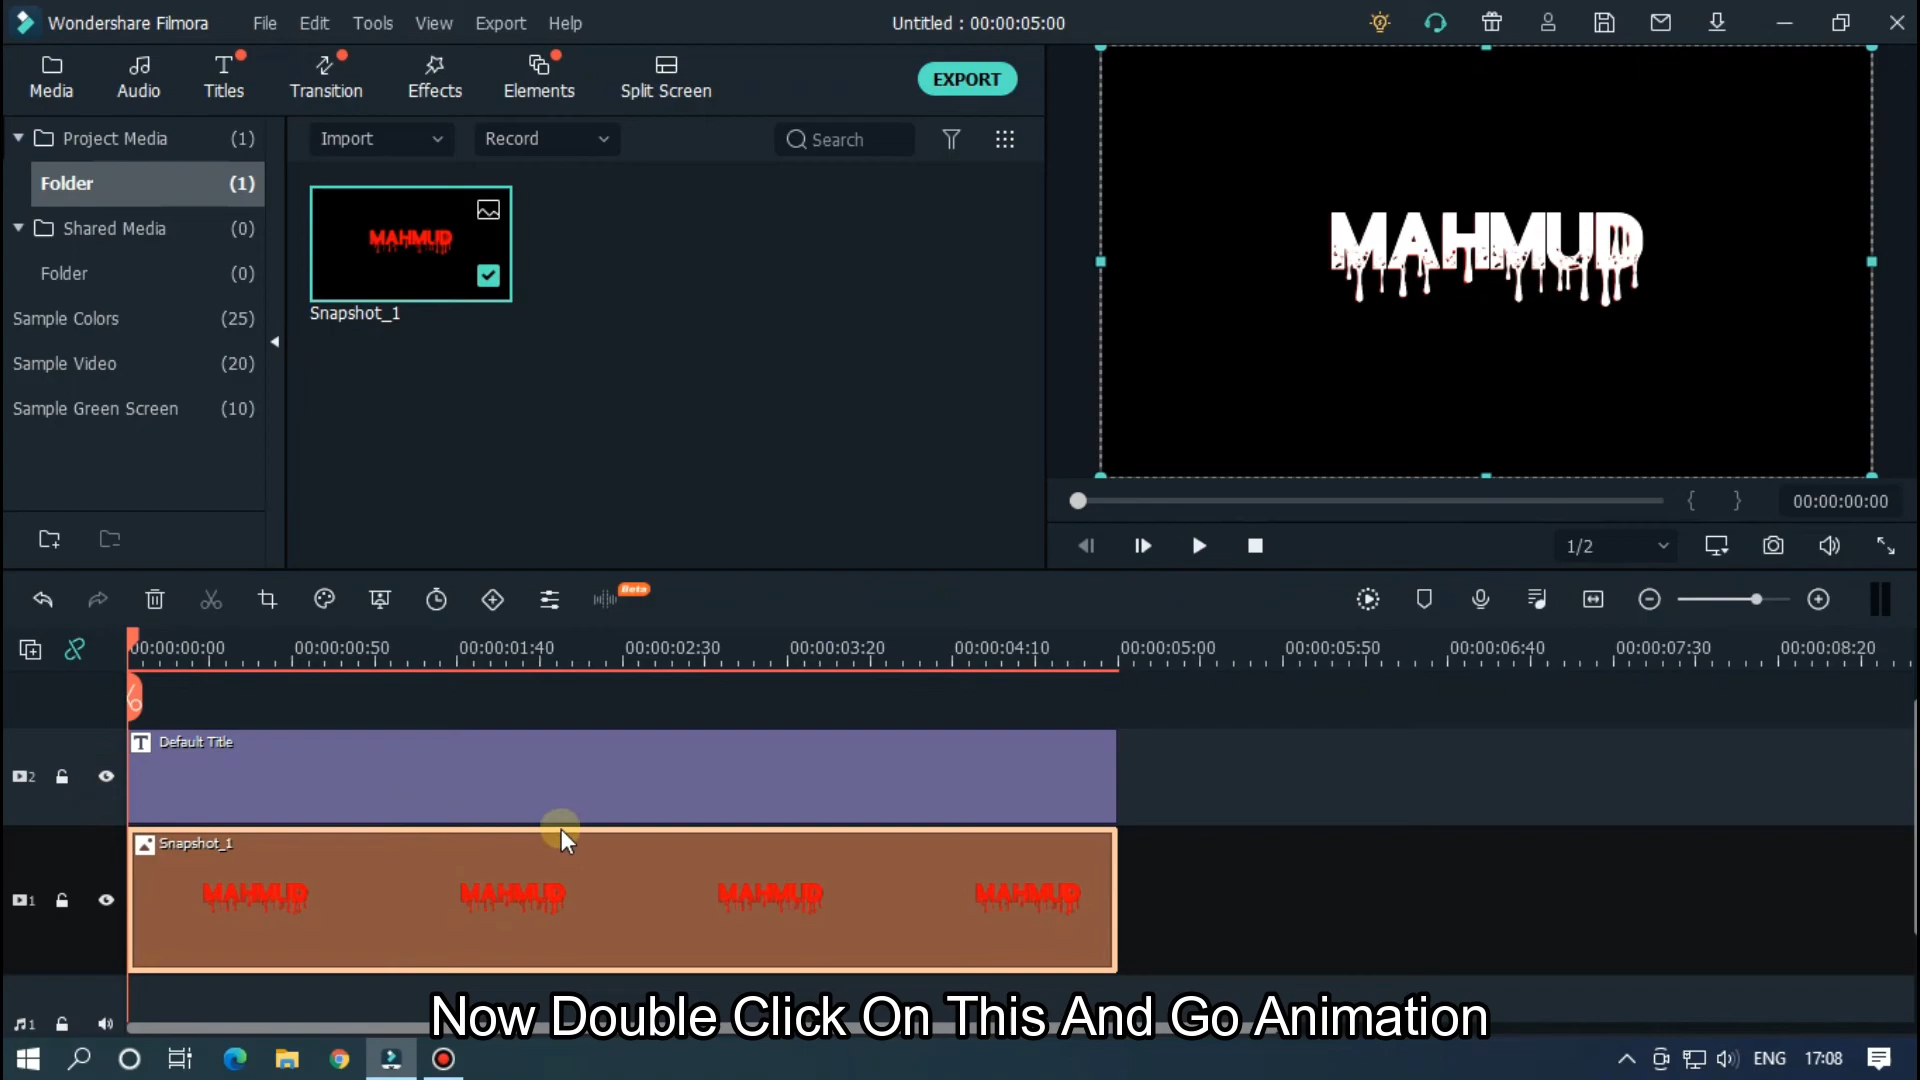 Wondershare Filmora File Edit Tools View Export Help Untitled : 00:00:05:00
Media Audio Titles Transition Effects Elements Split Screen EXPORT
Project Media (1)
Folder (1)
Shared Media (0)
Folder (0)
Sample Colors (25)
Sample Video (20)
Sample Green Screen (10)
Import Record Search
MAHMUD
Snapshot_1
MAHMUD
00:00:00:00
1/2
Beta
00:00:00:00 00:00:00:50 00:00:01:40 00:00:02:30 00:00:03:20 00:00:04:10 00:00:05:00 00:00:05:50 00:00:06:40 00:00:07:30 00:00:08:20
T Default Title
2
Snapshot_1
1
MAHMUD MAHMUD MAHMUD MAHMUD
1
Now Double Click On This And Go Animation
ENG 17:08